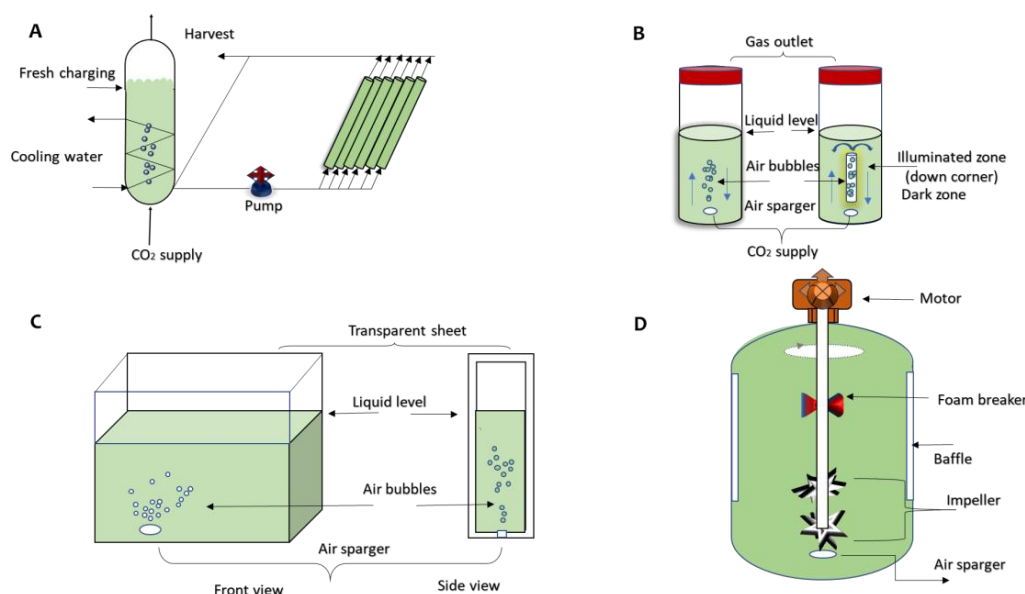 A
Harvest
Fresh charging
Cooling water
Pump
CO₂ supply
B
Gas outlet
Liquid level
Air bubbles
Illuminated zone
(down corner)
Dark zone
Air sparger
CO₂ supply
C
Transparent sheet
Liquid level
Air bubbles
Air sparger
Front view
Side view
D
Motor
Foam breaker
Baffle
Impeller
Air sparger